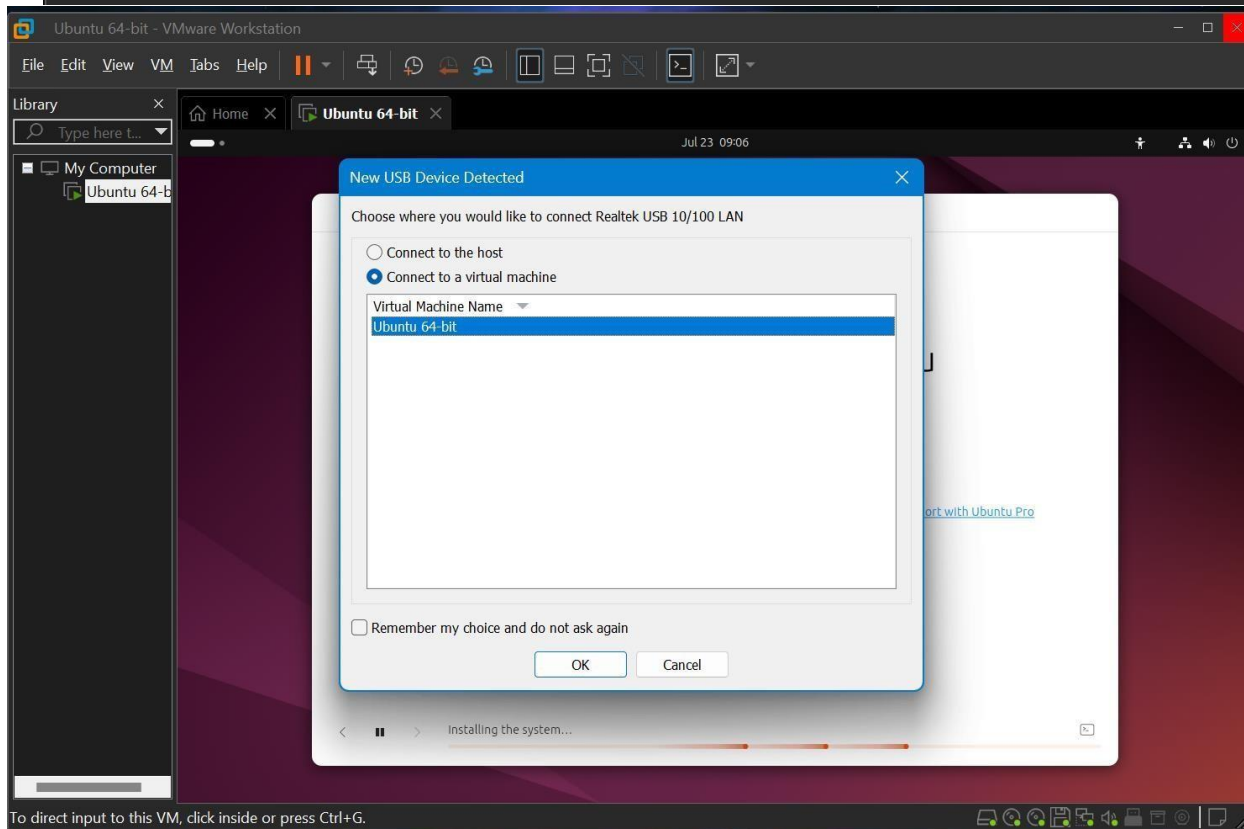 Ubuntu 64-bit - VMware Workstation
File Edit View VM Tabs Help
Library
Home
Ubuntu 64-bit
Type here t...
Jul 23 09:06
My Computer
Ubuntu 64-b
New USB Device Detected
Choose where you would like to connect Realtek USB 10/100 LAN
Connect to the host
Connect to a virtual machine
Virtual Machine Name
Ubuntu 64-bit
ort with Ubuntu Pro
Remember my choice and do not ask again
OK Cancel
Installing the system...
To direct input to this VM, click inside or press Ctrl+G.